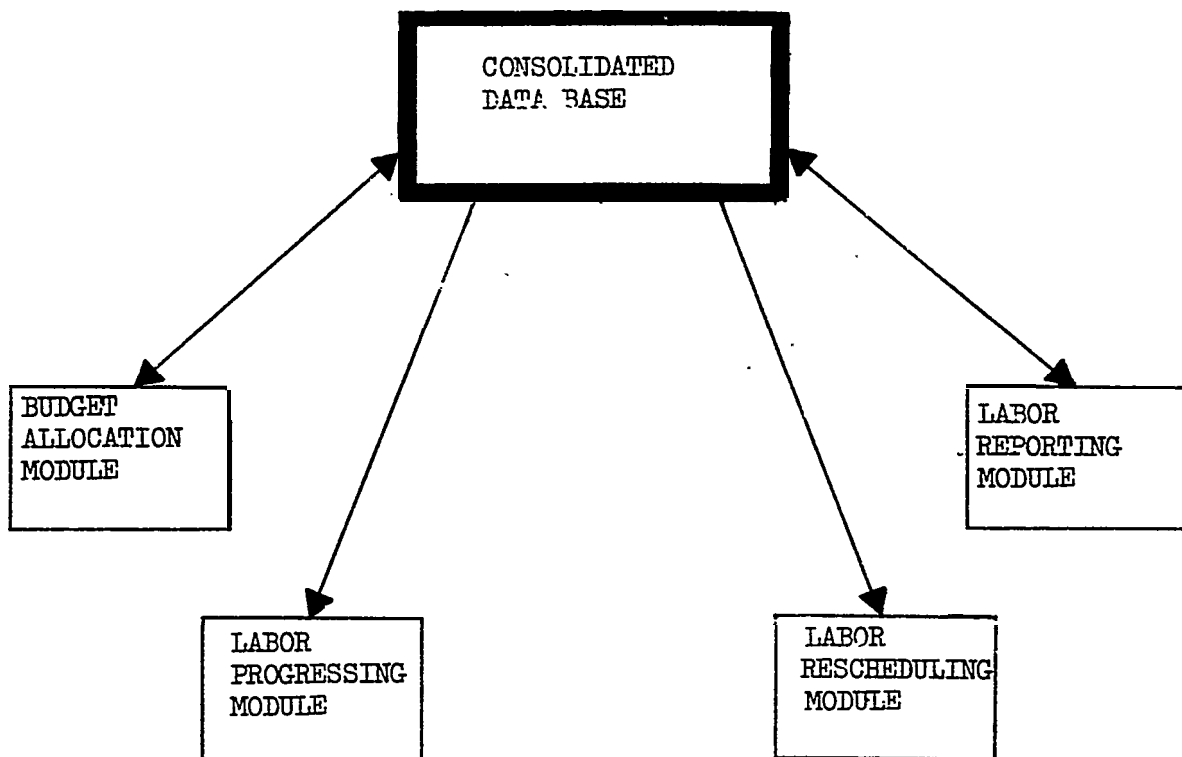 CONSOLIDATED
DATA BASE
BUDGET
ALLOCATION
MODULE
LABOR
REPORTING
MODULE
LABOR
PROGRESSING
MODULE
LABOR
RESCHEDULING
MODULE